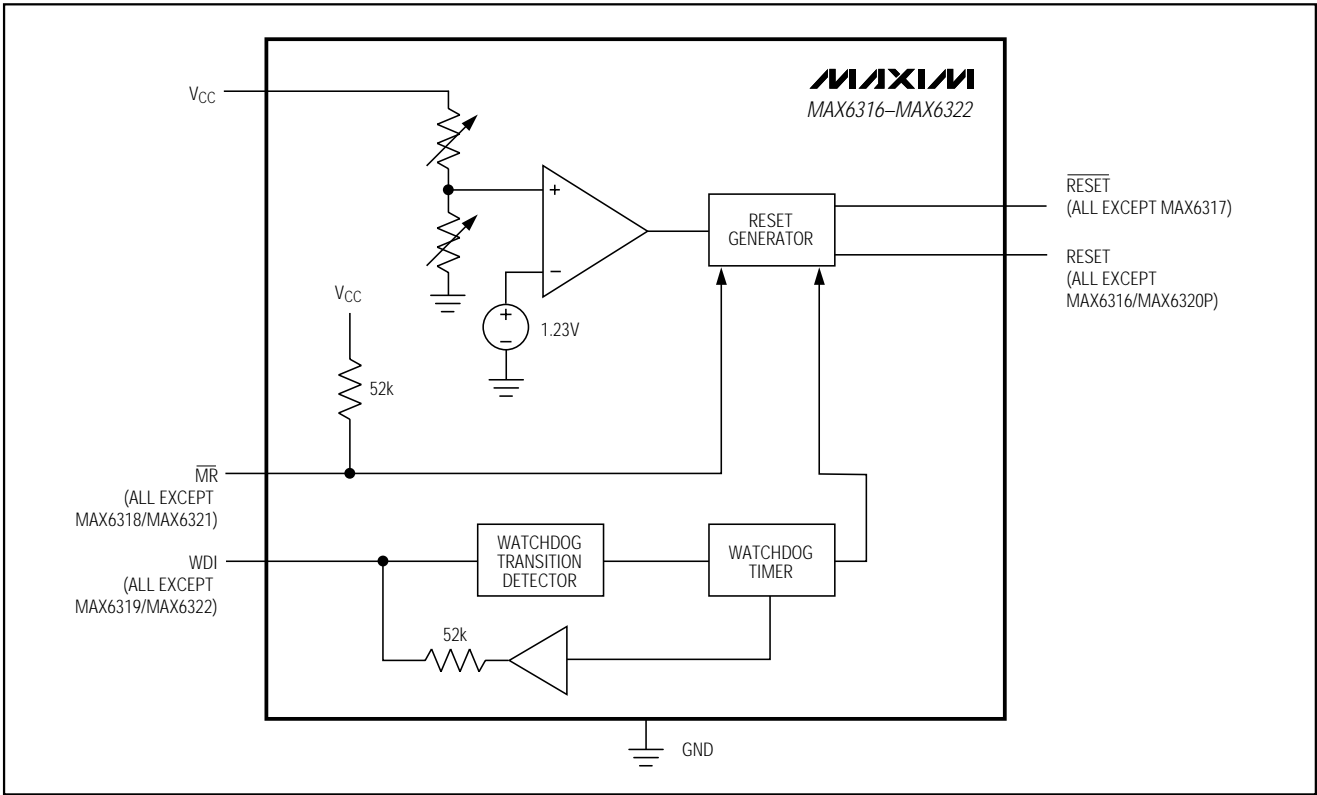 MAXIM
MAX6316–MAX6322
VCC
+
−
RESET
GENERATOR
RESET
(ALL EXCEPT MAX6317)
RESET
(ALL EXCEPT
MAX6316/MAX6320P)
VCC
+
−
1.23V
52k
MR
(ALL EXCEPT
MAX6318/MAX6321)
WDI
(ALL EXCEPT
MAX6319/MAX6322)
WATCHDOG
TRANSITION
DETECTOR
WATCHDOG
TIMER
52k
GND